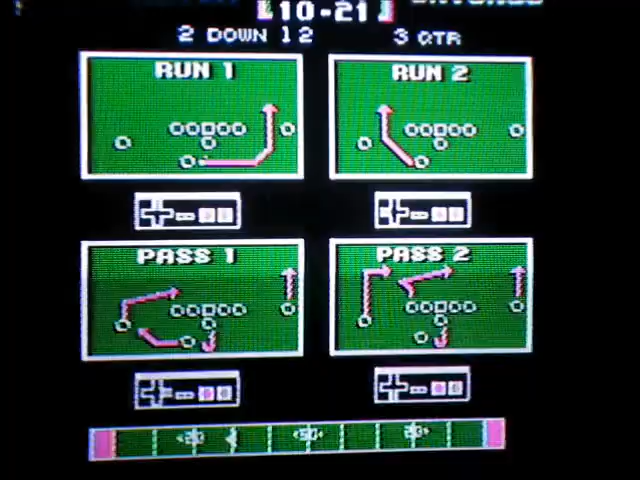 10-21
2 DOWN 12 3 QTR
RUN 1 RUN 2
PASS 1 PASS 2